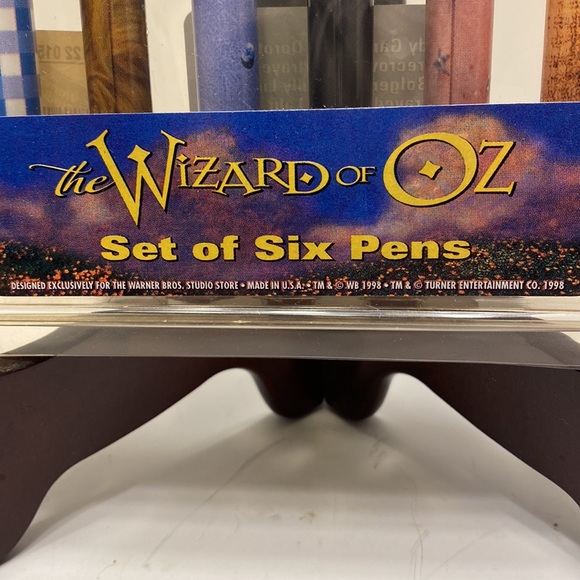 the Wizard of Oz
Set of Six Pens
DESIGNED EXCLUSIVELY FOR THE WARNER BROS. STUDIO STORE • MADE IN U.S.A. • TM & © WB 1998 • TM & © TURNER ENTERTAINMENT CO. 1998